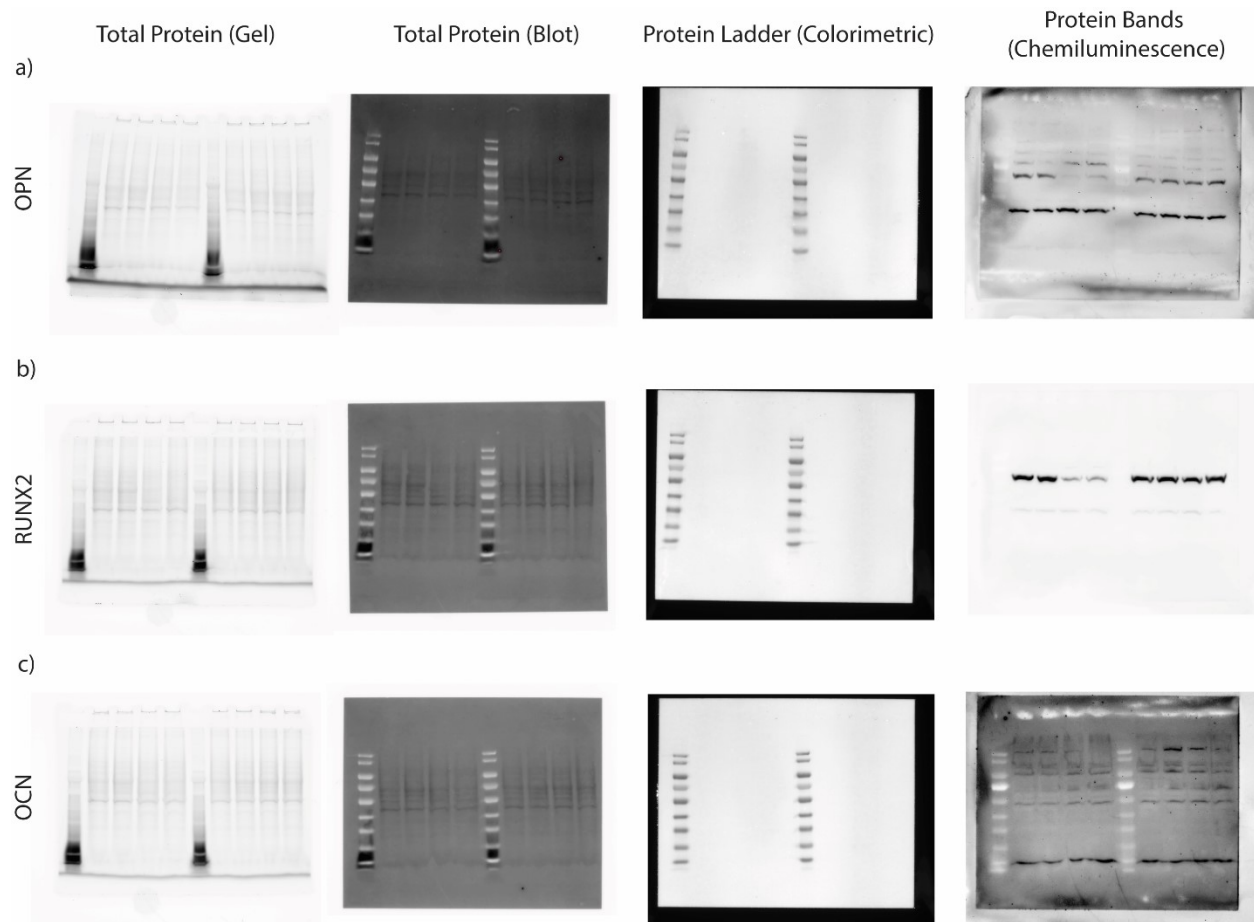 Total Protein (Gel)
Total Protein (Blot)
Protein Ladder (Colorimetric)
Protein Bands
(Chemiluminescence)
a)
OPN
b)
RUNX2
c)
OCN